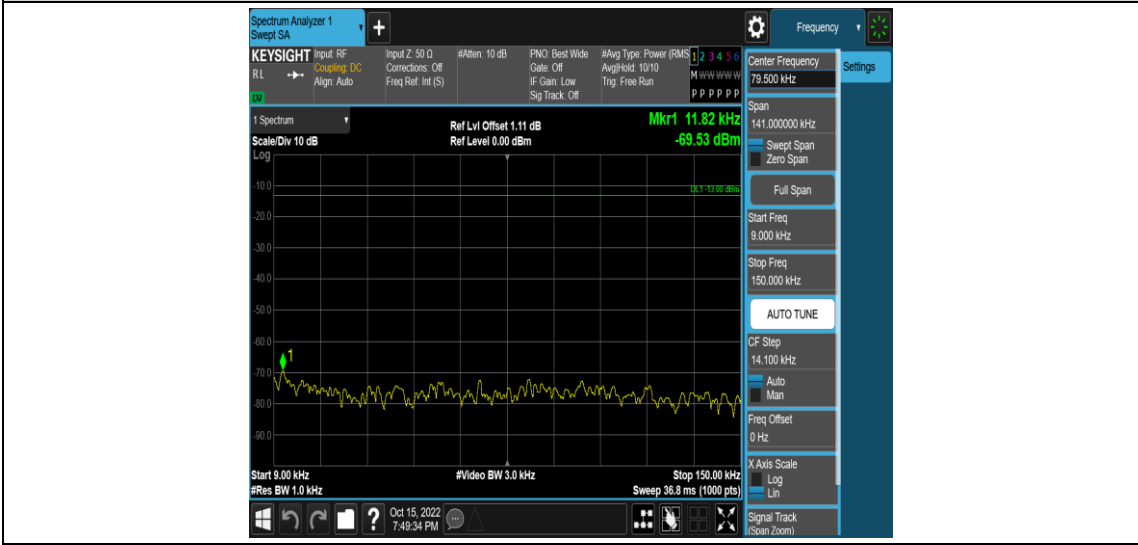 Spectrum Analyzer 1
Swept SA
+
Frequency
KEYSIGHT
RL
LM
Input: RF
Coupling: DC
Align: Auto
Input Z: 50 Ω
Corrections: Off
Freq Ref: Int (S)
#Atten: 10 dB
PNO: Best Wide
Gate: Off
IF Gain: Low
Sig Track: Off
#Avg Type: Power (RMS
Avg|Hold: 10/10
Trig: Free Run
1 2 3 4 5 6
M W W W W W
P P P P P P
1 Spectrum
Scale/Div 10 dB
Log
Ref Lvl Offset 1.11 dB
Ref Level 0.00 dBm
Mkr1 11.82 kHz
-69.53 dBm
DL1 -13.00 dBm
-10.0
-20.0
-30.0
-40.0
-50.0
-60.0
-70.0
-80.0
-90.0
1
Start 9.00 kHz
#Res BW 1.0 kHz
#Video BW 3.0 kHz
Stop 150.00 kHz
Sweep 36.8 ms (1000 pts)
?
Oct 15, 2022
7:49:34 PM
Center Frequency
79.500 kHz
Settings
Span
141.000000 kHz
Swept Span
Zero Span
Full Span
Start Freq
9.000 kHz
Stop Freq
150.000 kHz
AUTO TUNE
CF Step
14.100 kHz
Auto
Man
Freq Offset
0 Hz
X Axis Scale
Log
Lin
Signal Track
(Span Zoom)